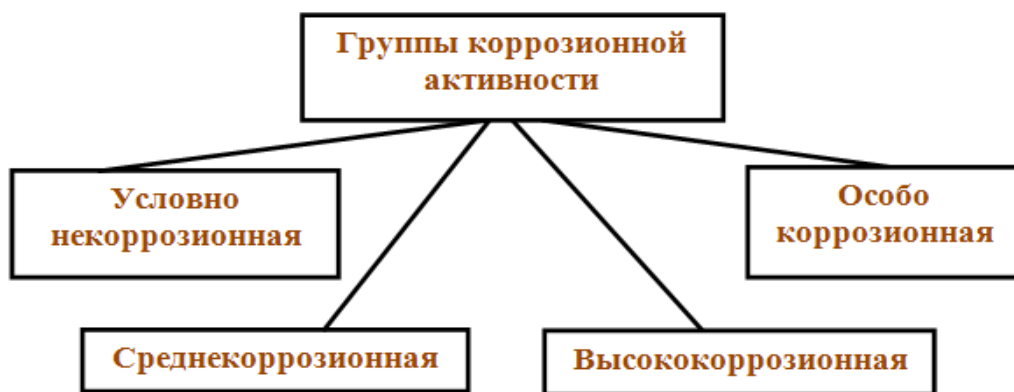 Группы коррозионной
активности
Условно
некоррозионная
Особо
коррозионная
Среднекоррозионная
Высококоррозионная